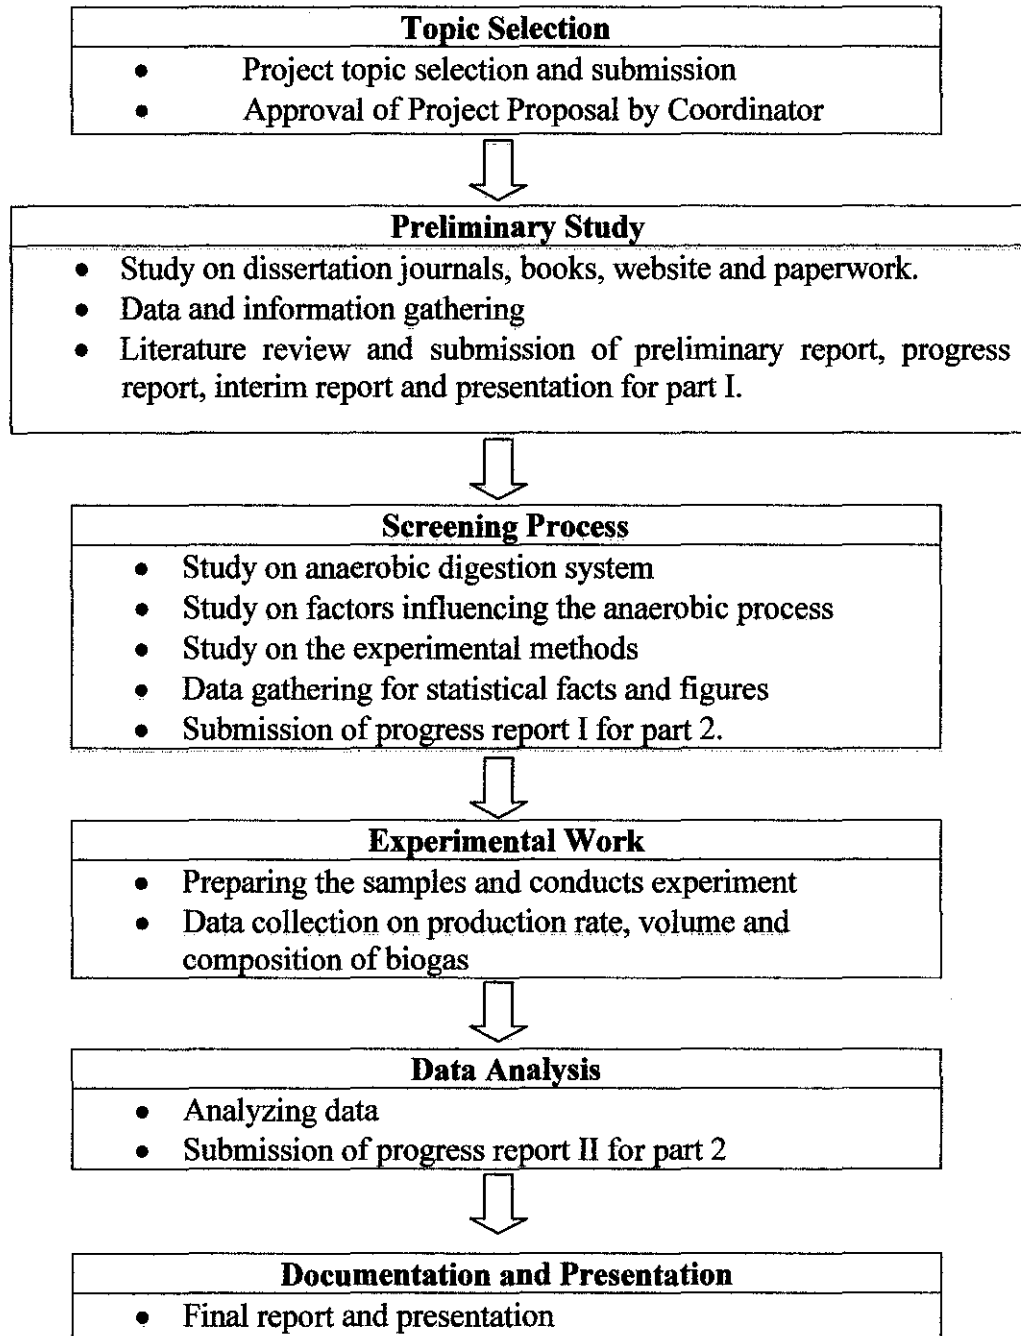 Topic Selection
• Project topic selection and submission
• Approval of Project Proposal by Coordinator
Preliminary Study
• Study on dissertation journals, books, website and paperwork.
• Data and information gathering
• Literature review and submission of preliminary report, progress
report, interim report and presentation for part I.
Screening Process
• Study on anaerobic digestion system
• Study on factors influencing the anaerobic process
• Study on the experimental methods
• Data gathering for statistical facts and figures
• Submission of progress report I for part 2.
Experimental Work
• Preparing the samples and conducts experiment
• Data collection on production rate, volume and
composition of biogas
Data Analysis
• Analyzing data
• Submission of progress report II for part 2
Documentation and Presentation
• Final report and presentation